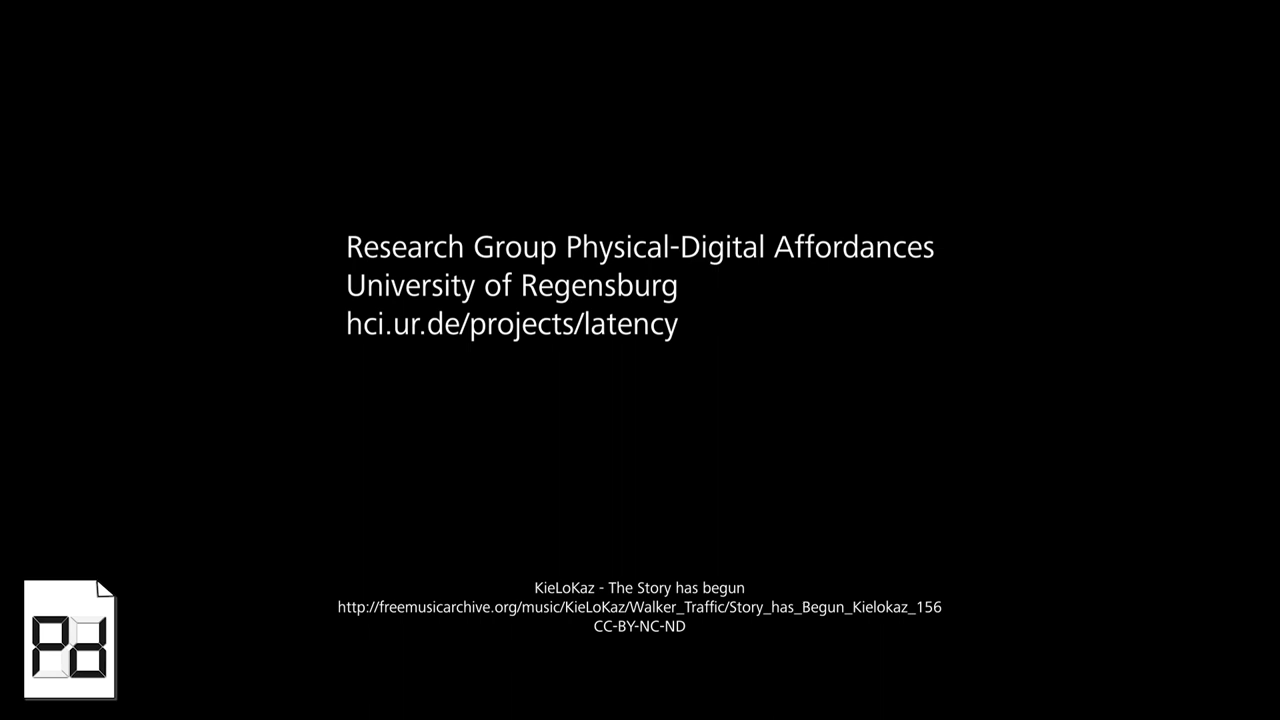 Research Group Physical-Digital Affordances
University of Regensburg
hci.ur.de/projects/latency
KieLoKaz - The Story has begun
http://freemusicarchive.org/music/KieLoKaz/Walker_Traffic/Story_has_Begun_Kielokaz_156
CC-BY-NC-ND
Pd